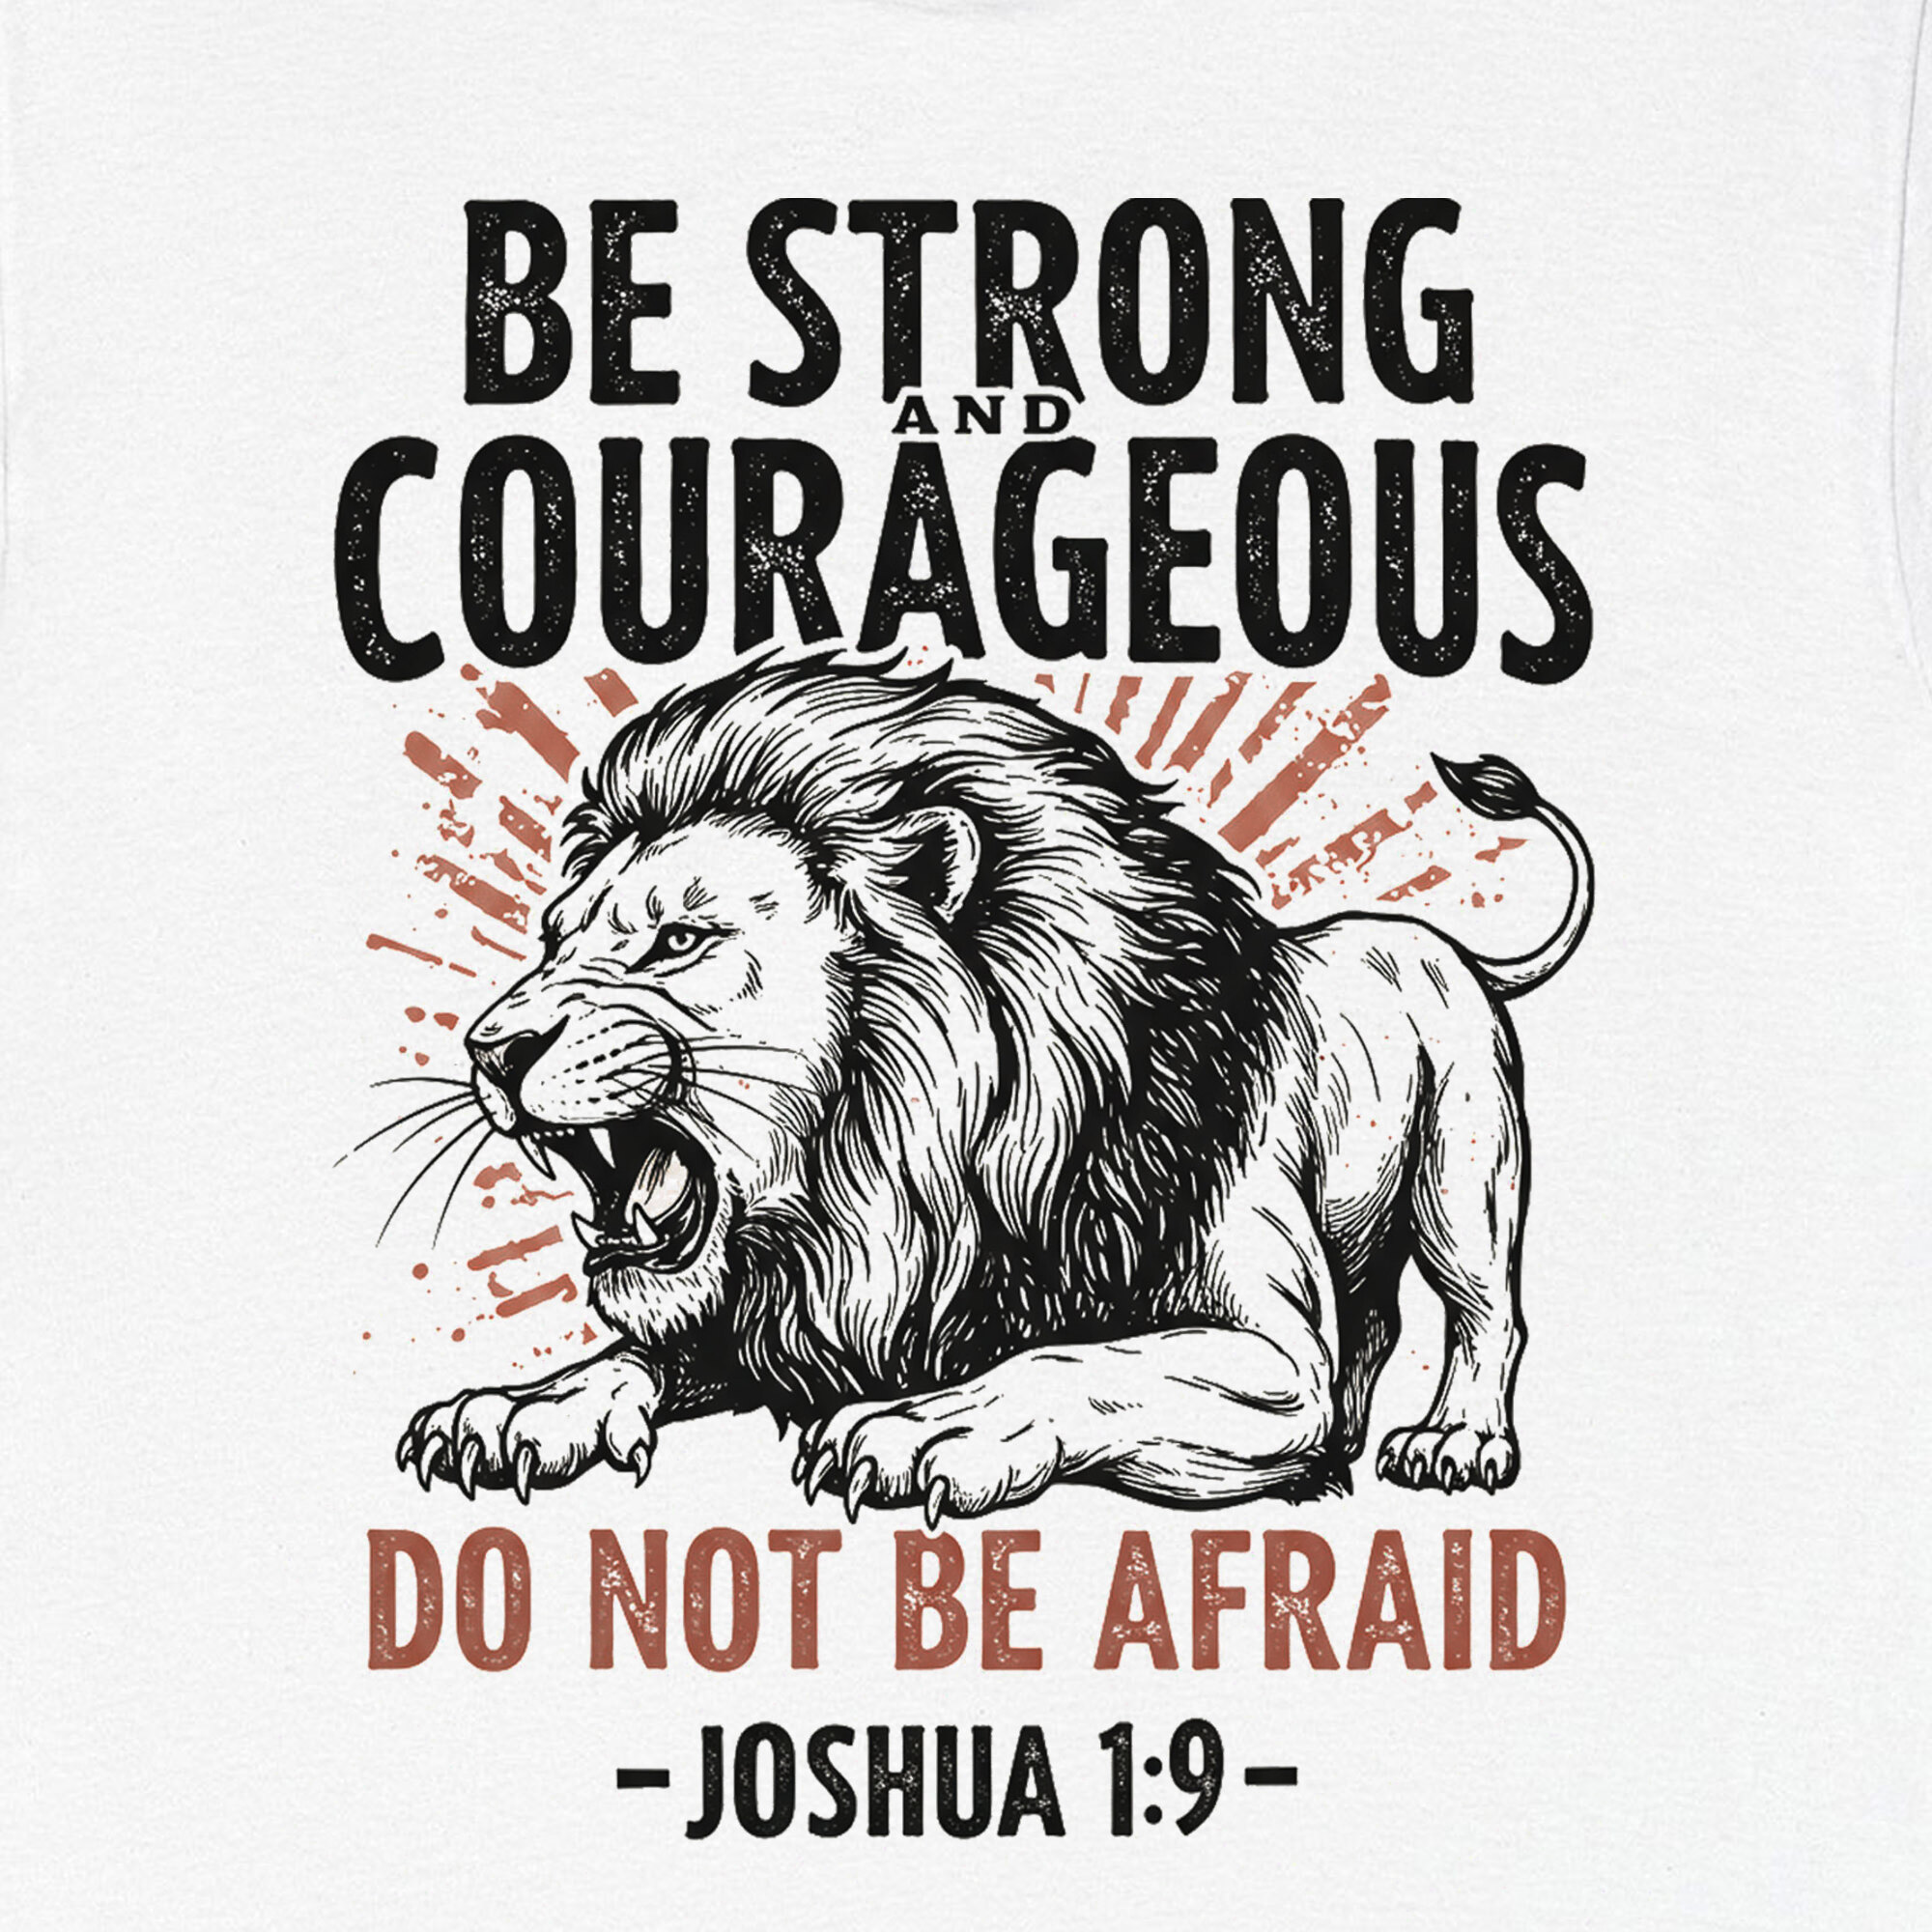 BE STRONG
AND
COURAGEOUS
DO NOT BE AFRAID
-JOSHUA 1:9-